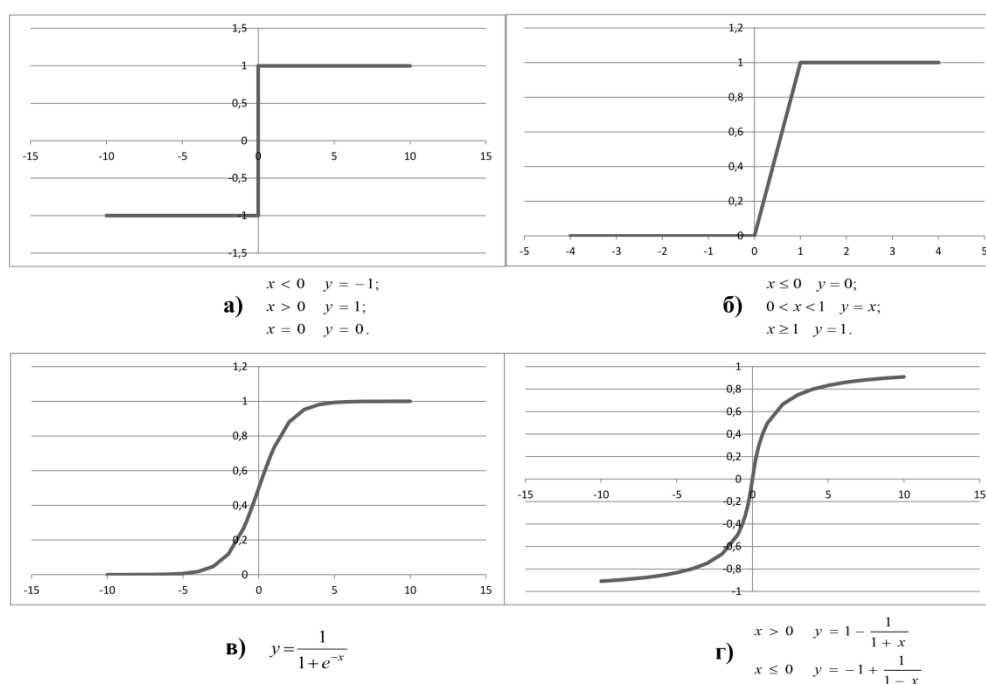 1,5
1
0,5
0
-15 -10 -5 0 5 10 15
-0,5
-1
-1,5
x < 0 y = −1;
а) x > 0 y = 1;
x = 0 y = 0.
1,2
1
0,8
0,6
0,4
0,2
0
-5 -4 -3 -2 -1 0 1 2 3 4 5
x ≤ 0 y = 0;
б) 0 < x < 1 y = x;
x ≥ 1 y = 1.
1,2
1
0,8
0,6
0,4
0,2
0
-15 -10 -5 0 5 10 15
в) y = 1 / (1 + e^{−x})
1
0,8
0,6
0,4
0,2
0
-15 -10 -5 0 5 10 15
-0,2
-0,4
-0,6
-0,8
-1
г) x > 0 y = 1 − 1 / (1 + x)
x ≤ 0 y = −1 + 1 / (1 − x)